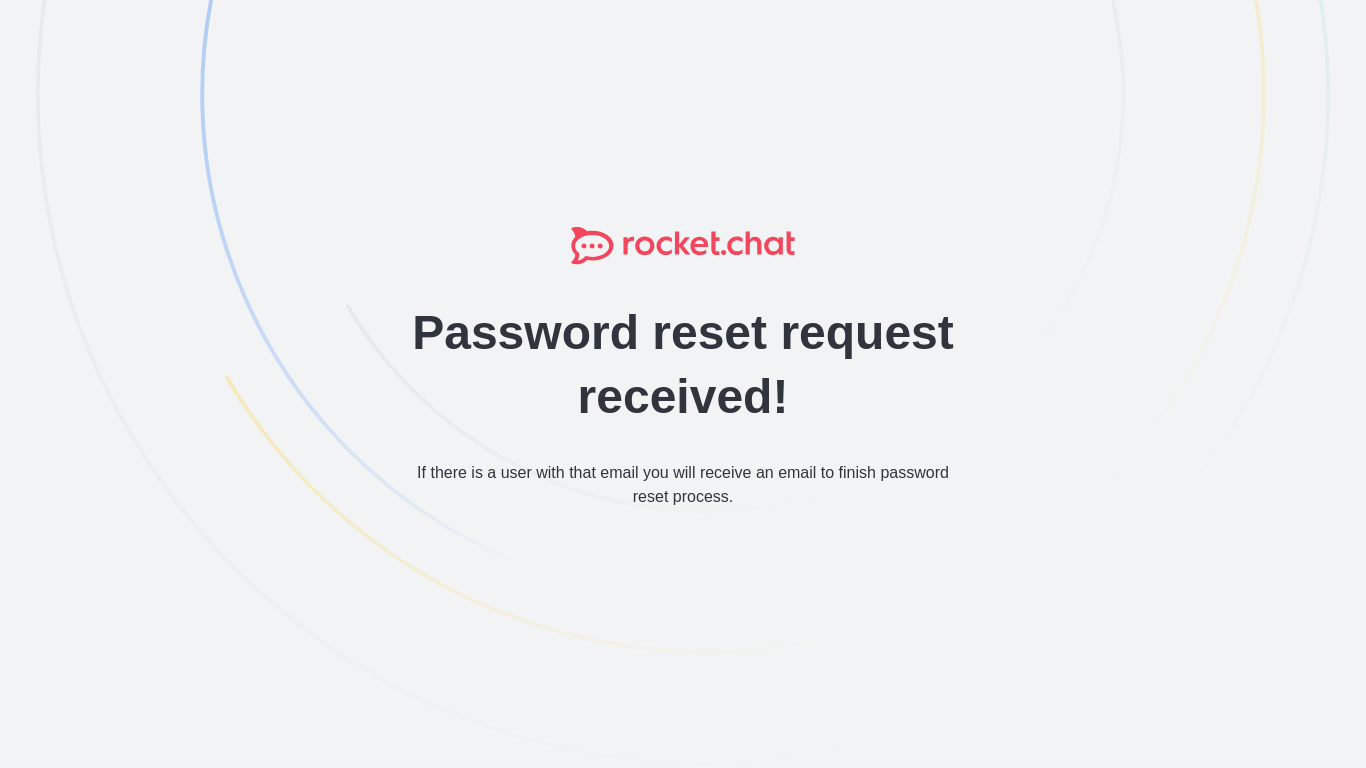 rocket.chat
Password reset request
received!
If there is a user with that email you will receive an email to finish password
reset process.